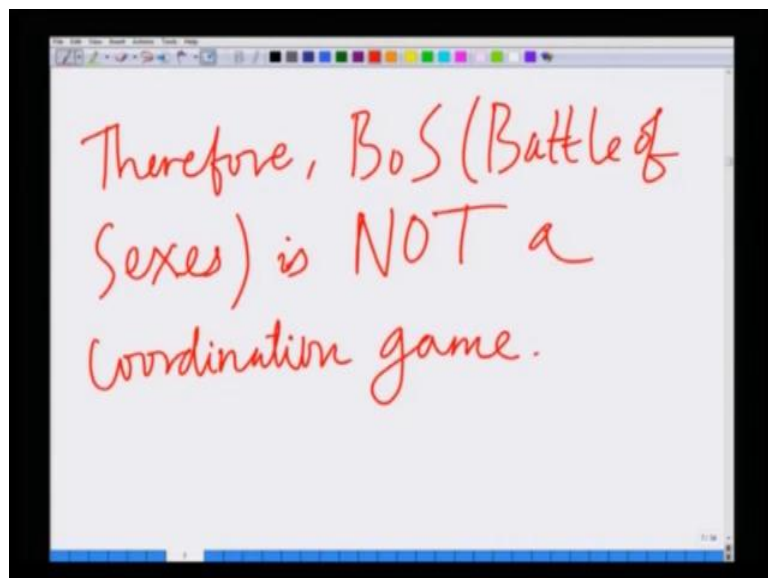 Therefore, BoS (Battle of
Sexes) is NOT a
Coordination game.